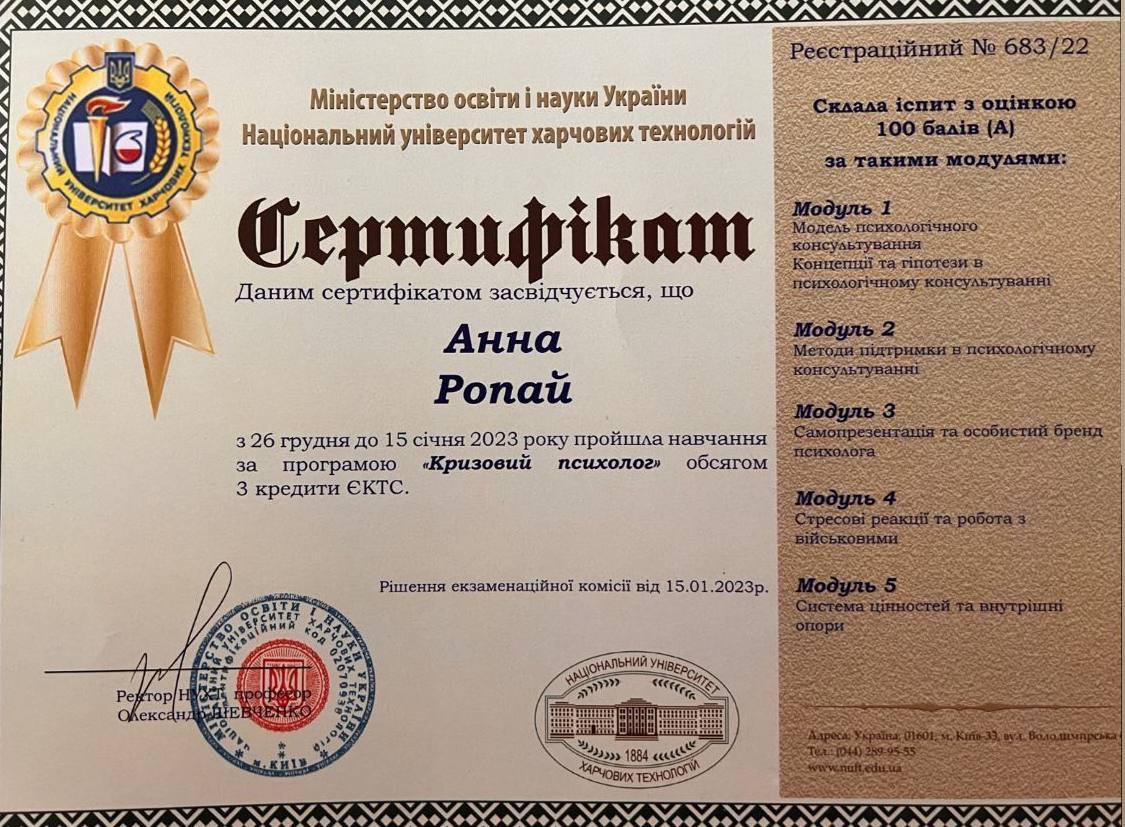 НАЦІОНАЛЬНИЙ УНІВЕРСИТЕТ ХАРЧОВИХ ТЕХНОЛОГІЙ
Міністерство освіти і науки України
Національний університет харчових технологій
Сертифікат
Даним сертифікатом засвідчується, що
Анна
Ропай
з 26 грудня до 15 січня 2023 року пройшла навчання
за програмою «Кризовий психолог» обсягом
3 кредити ЄКТС.
Рішення екзаменаційної комісії від 15.01.2023р.
Ректор НУХТ, професор
Олександр ШЕВЧЕНКО
МІНІСТЕРСТВО ОСВІТИ І НАУКИ УКРАЇНИ
НАЦІОНАЛЬНИЙ УНІВЕРСИТЕТ ХАРЧОВИХ ТЕХНОЛОГІЙ
ідентифікаційний код 02070938
м.КИЇВ
НАЦІОНАЛЬНИЙ УНІВЕРСИТЕТ
1884
ХАРЧОВИХ ТЕХНОЛОГІЙ
Реєстраційний № 683/22
Склала іспит з оцінкою
100 балів (А)
за такими модулями:
Модуль 1
Модель психологічного
консультування
Концепції та гіпотези в
психологічному консультуванні
Модуль 2
Методи підтримки в психологічному
консультуванні
Модуль 3
Самопрезентація та особистий бренд
психолога
Модуль 4
Стресові реакції та робота з
військовими
Модуль 5
Система цінностей та внутрішні
опори
Адреса: Україна, 01601, м. Київ-33, вул. Володимирська
Тел.: (044) 289-95-55
www.nuft.edu.ua